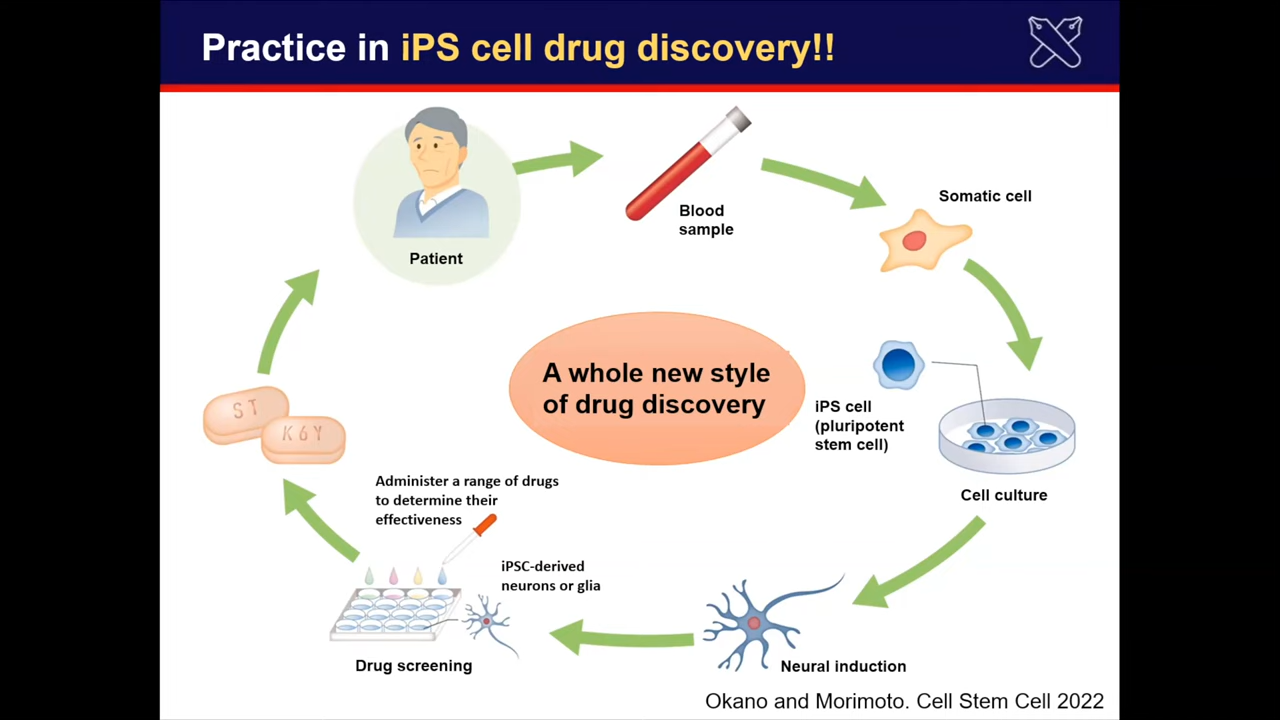 Practice in iPS cell drug discovery!!
Patient
Blood
sample
Somatic cell
A whole new style
of drug discovery
iPS cell
(pluripotent
stem cell)
Cell culture
ST
K6Y
Administer a range of drugs
to determine their
effectiveness
iPSC-derived
neurons or glia
Drug screening
Neural induction
Okano and Morimoto. Cell Stem Cell 2022